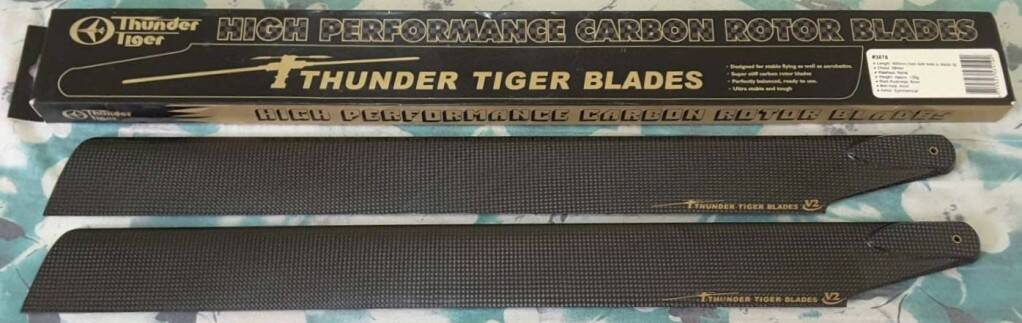 Thunder
Tiger
HIGH PERFORMANCE CARBON ROTOR BLADES
THUNDER TIGER BLADES
• Designed for stable flying as well as aerobatics.
• Super stiff carbon rotor blades
• Perfectly balanced, ready to use.
• Ultra stable and tough
#3878
Thunder
Tiger
HIGH PERFORMANCE CARBON ROTOR BLADES
THUNDER TIGER BLADES V2
THUNDER TIGER BLADES V2